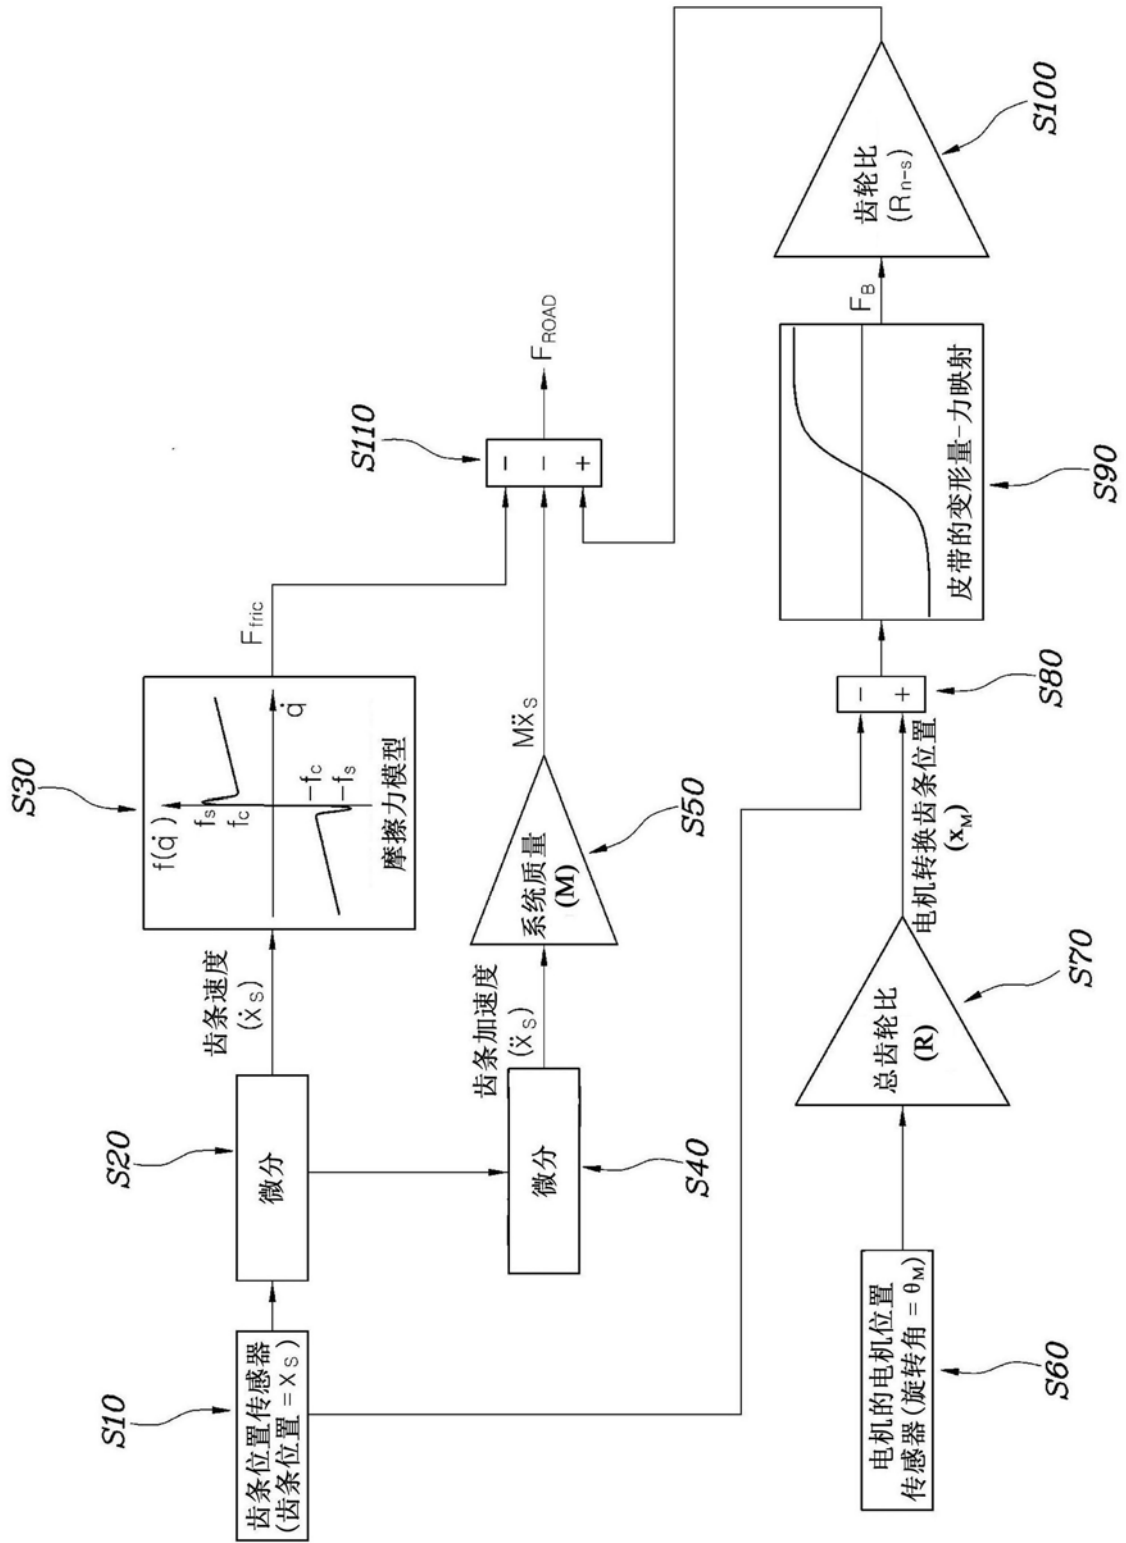 S10
齿条位置传感器
(齿条位置 = XS)
S20
微分
齿条速度
(ẊS)
S30
f(q̇)
fs
fc
q̇
-fc
-fs
摩擦力模型
Ffric
S40
微分
齿条加速度
(ẌS)
S50
系统质量
(M)
MẌS
S110
-
-
+
FROAD
S60
电机的电机位置
传感器(旋转角 = θM)
S70
总齿轮比
(R)
电机转换齿条位置
(xM)
S80
-
+
S90
皮带的变形量-力映射
FB
S100
齿轮比
(Rn-s)